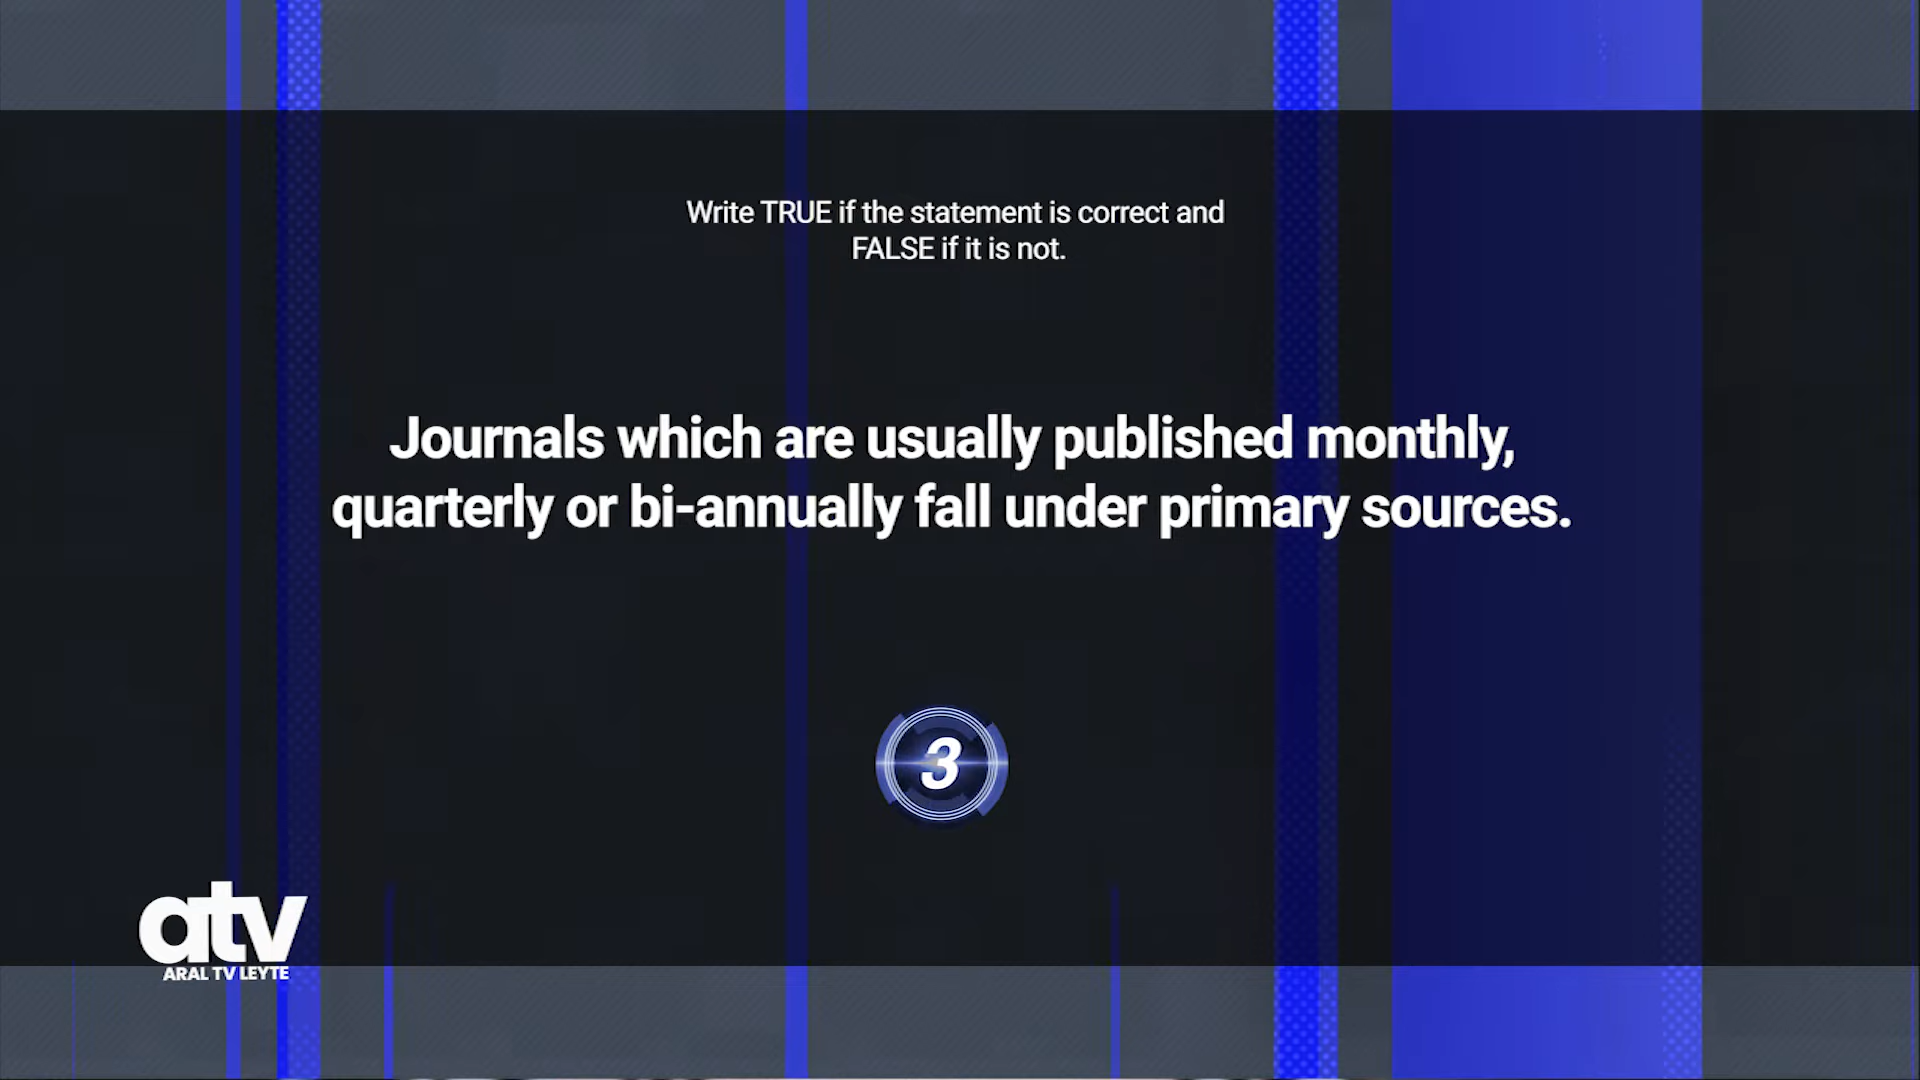 Write TRUE if the statement is correct and
FALSE if it is not.
Journals which are usually published monthly,
quarterly or bi-annually fall under primary sources.
3
atv
ARAL TV LEYTE